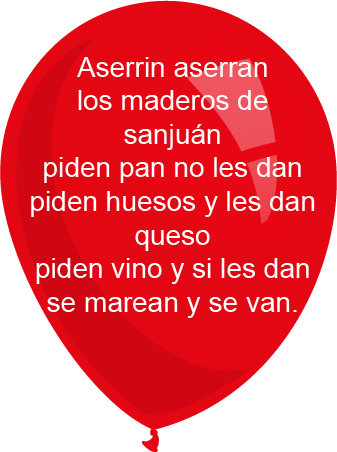 Aserrin aserran
los maderos de
sanjuán
piden pan no les dan
piden huesos y les dan
queso
piden vino y si les dan
se marean y se van.